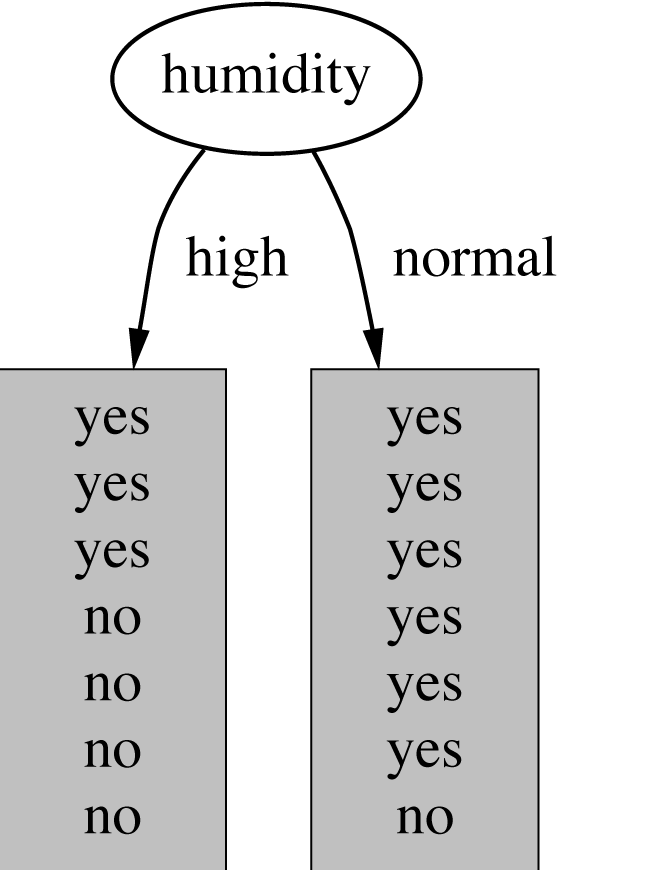 humidity
high
normal
yes
yes
yes
no
no
no
no
yes
yes
yes
yes
yes
yes
no